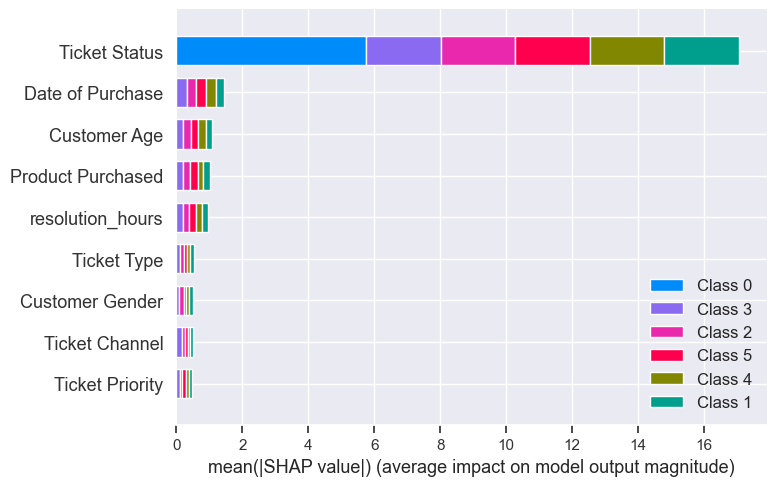 Ticket Status
Date of Purchase
Customer Age
Product Purchased
resolution_hours
Ticket Type
Customer Gender
Ticket Channel
Ticket Priority
Class 0
Class 3
Class 2
Class 5
Class 4
Class 1
0 2 4 6 8 10 12 14 16
mean(|SHAP value|) (average impact on model output magnitude)